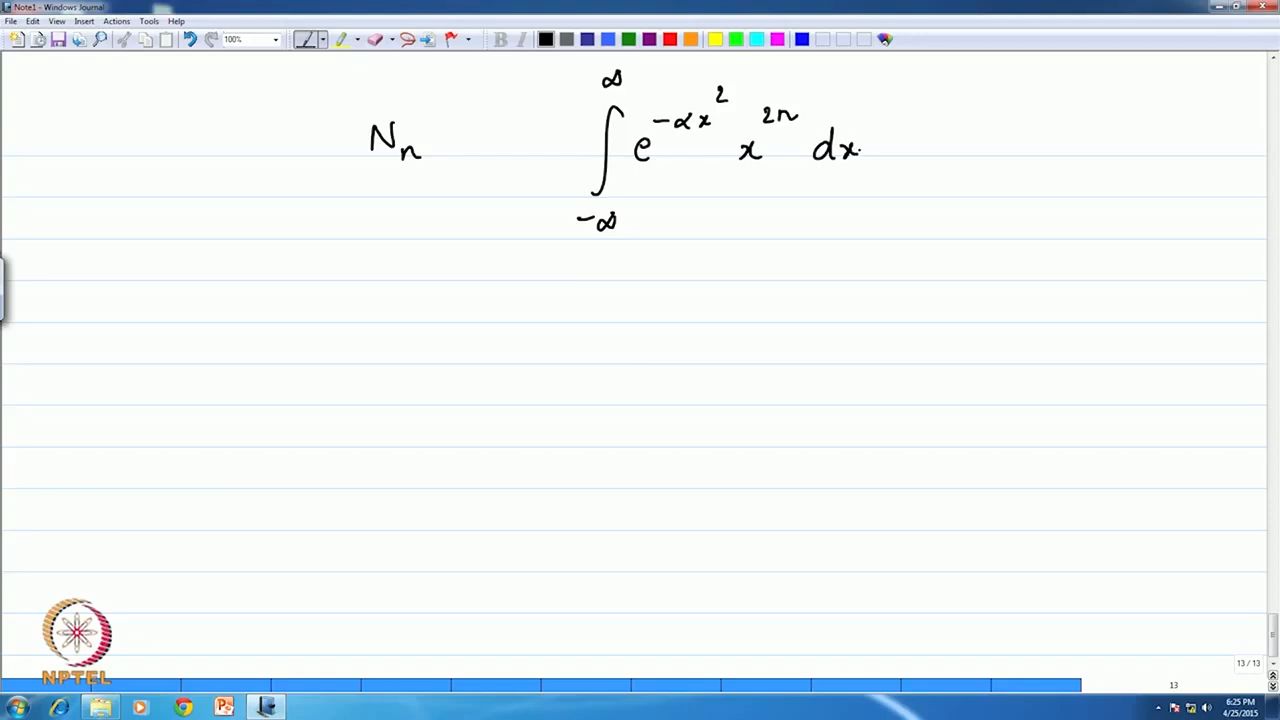 Note1 - Windows Journal
File Edit View Insert Actions Tools Help
100%
B I
N_n ∫_{-∞}^{∞} e^{-αx^2} x^{2n} dx
NPTEL
13 / 13
13
6:25 PM
4/25/2015